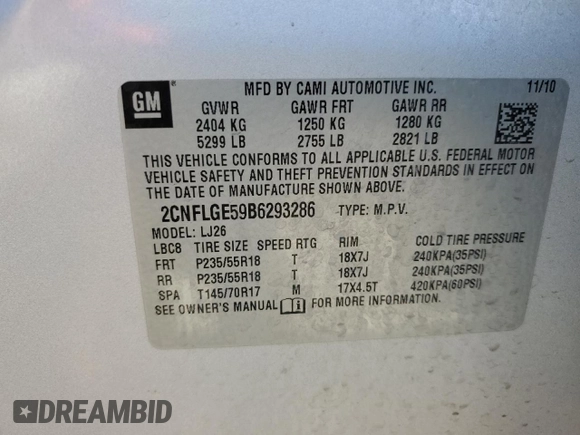 GM
MFD BY CAMI AUTOMOTIVE INC. 11/10
GVWR GAWR FRT GAWR RR
2404 KG 1250 KG 1280 KG
5299 LB 2755 LB 2821 LB
THIS VEHICLE CONFORMS TO ALL APPLICABLE U.S. FEDERAL MOTOR
VEHICLE SAFETY AND THEFT PREVENTION STANDARDS IN EFFECT ON
THE DATE OF MANUFACTURE SHOWN ABOVE.
2CNFLGE59B6293286 TYPE: M.P.V.
MODEL: LJ26
LBC8 TIRE SIZE SPEED RTG RIM COLD TIRE PRESSURE
FRT P235/55R18 T 18X7J 240KPA(35PSI)
RR P235/55R18 T 18X7J 240KPA(35PSI)
SPA T145/70R17 M 17X4.5T 420KPA(60PSI)
SEE OWNER'S MANUAL FOR MORE INFORMATION
DREAMBID